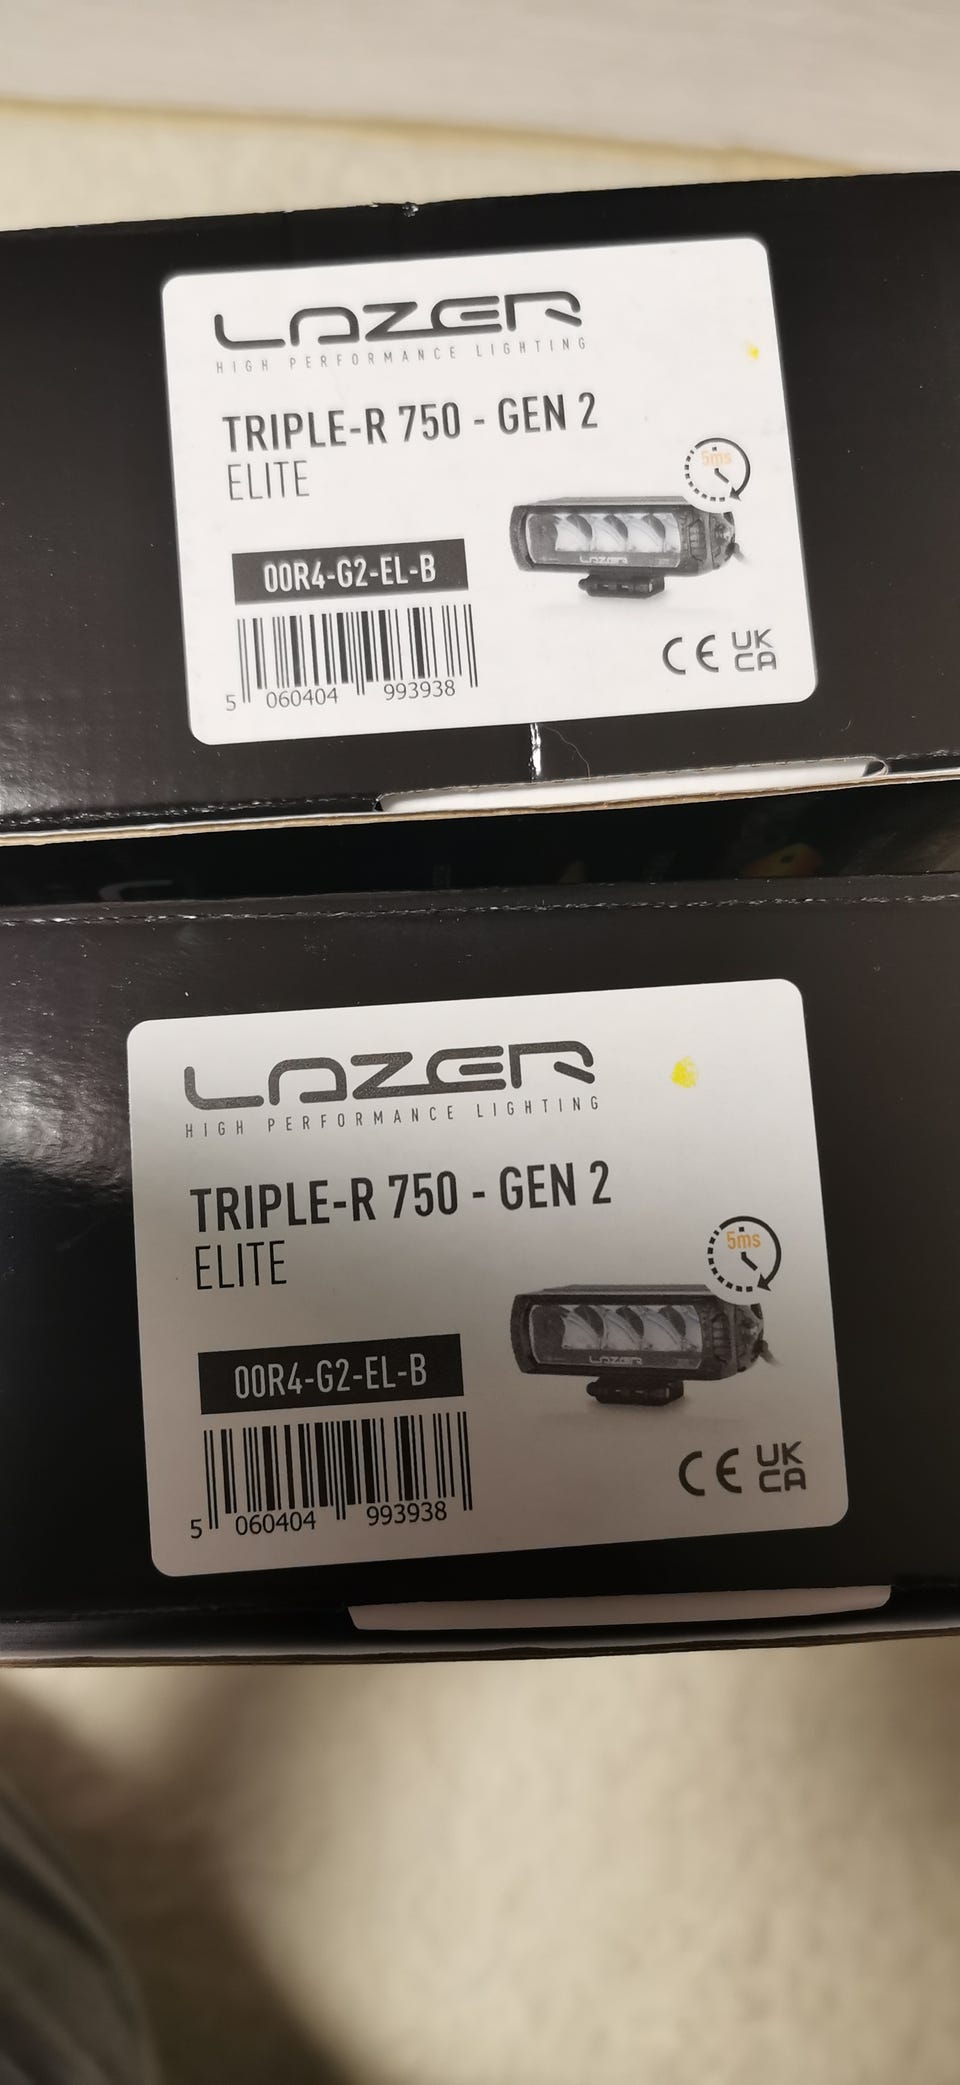 LAZER
HIGH PERFORMANCE LIGHTING
TRIPLE-R 750 - GEN 2
ELITE
5ms
LAZER
00R4-G2-EL-B
5 060404 993938
CE UK
CA
LAZER
HIGH PERFORMANCE LIGHTING
TRIPLE-R 750 - GEN 2
ELITE
5ms
LAZER
00R4-G2-EL-B
5 060404 993938
CE UK
CA